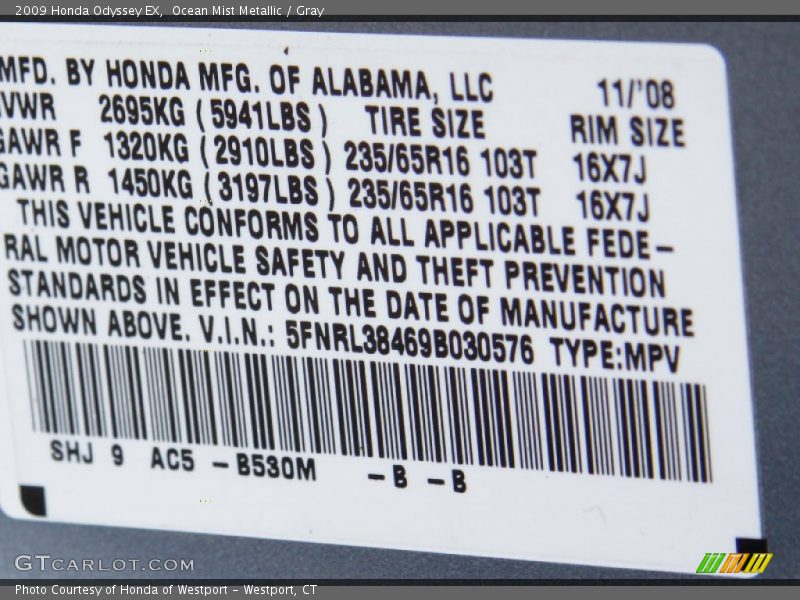 2009 Honda Odyssey EX, Ocean Mist Metallic / Gray
MFD. BY HONDA MFG. OF ALABAMA, LLC 11/'08
VWR 2695KG (5941LBS) TIRE SIZE RIM SIZE
GAWR F 1320KG (2910LBS) 235/65R16 103T 16X7J
GAWR R 1450KG (3197LBS) 235/65R16 103T 16X7J
THIS VEHICLE CONFORMS TO ALL APPLICABLE FEDE-
RAL MOTOR VEHICLE SAFETY AND THEFT PREVENTION
STANDARDS IN EFFECT ON THE DATE OF MANUFACTURE
SHOWN ABOVE. V.I.N.: 5FNRL38469B030576 TYPE:MPV
SHJ 9 AC5 -B530M -B -B
GTCARLOT.COM
Photo Courtesy of Honda of Westport - Westport, CT